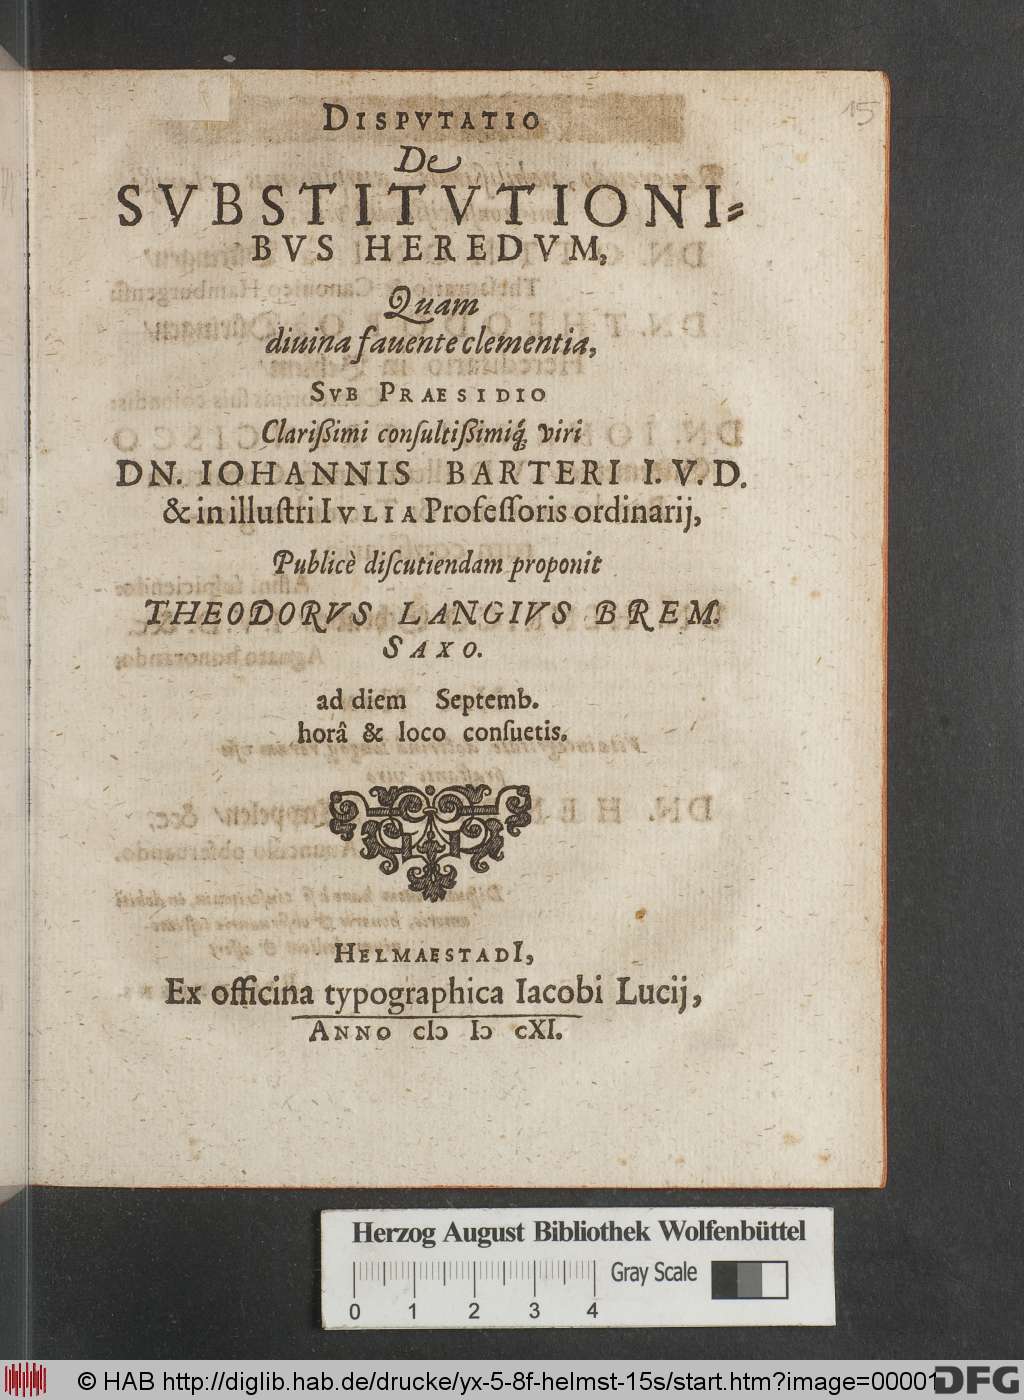 15
DISPVTATIO
De
SVBSTITVTIONI=
BVS HEREDVM,
Quam
diuina fauente clementia,
SVB PRAESIDIO
Clarißimi conſultißimiq́; viri
DN. IOHANNIS BARTERI I. V. D.
& in illuſtri IVLIA Profeſſoris ordinarij,
Publicè diſcutiendam proponit
THEODORVS LANGIVS BREM.
SAXO.
ad diem Septemb.
horâ & loco conſuetis.
HELMAESTADI,
Ex officina typographica Iacobi Lucij,
ANNO cIↄ Iↄ cXI.
Herzog August Bibliothek Wolfenbüttel
Gray Scale
0 1 2 3 4
© HAB http://diglib.hab.de/drucke/yx-5-8f-helmst-15s/start.htm?image=00001
DFG